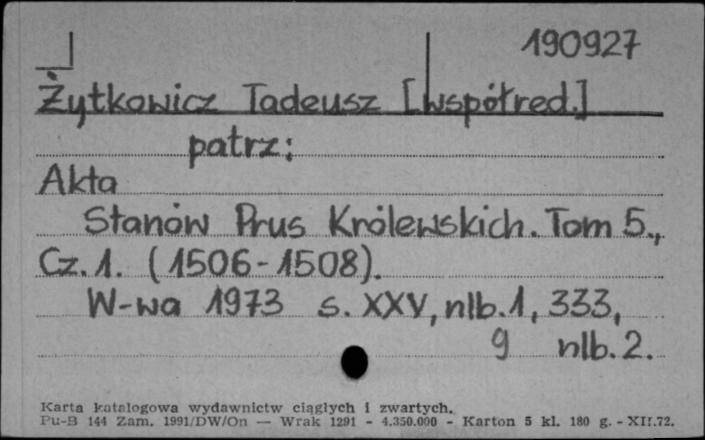 190927
Żytkowicz Tadeusz [współred.]
patrz:
Akta
Stanów Prus Królewskich. Tom 5.,
Cz. 1. (1506-1508).
W-wa 1973 s. XXV, nlb. 1, 333,
9 nlb. 2.
Karta katalogowa wydawnictw ciągłych i zwartych.
Pu-B 144 Zam. 1991/DW/On — Wrak 1291 - 4.350.000 - Karton 5 kl. 180 g. - XII.72.